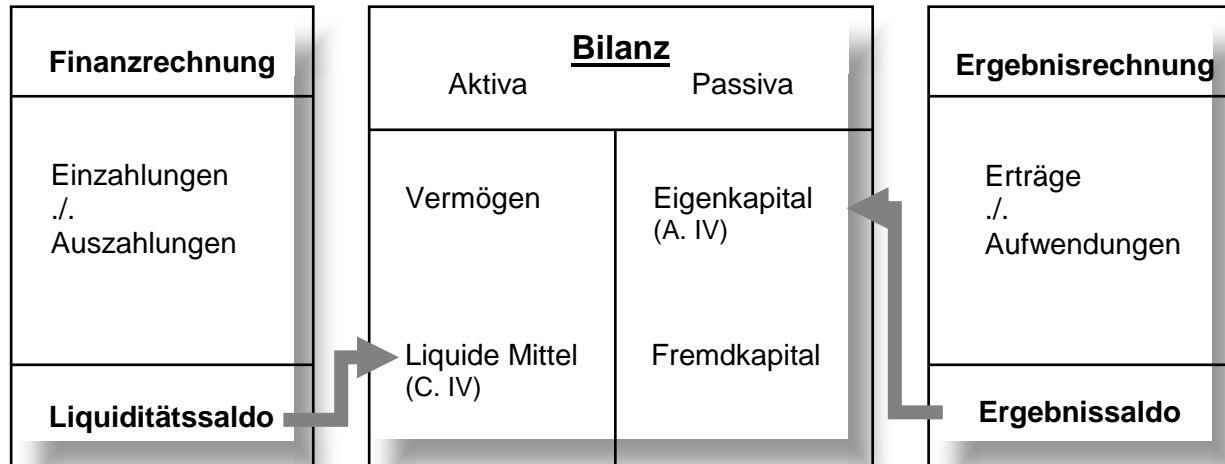 Finanzrechnung
Einzahlungen
./.
Auszahlungen
Liquiditätssaldo
Bilanz
Aktiva Passiva
Vermögen
Eigenkapital
(A. IV)
Liquide Mittel
(C. IV)
Fremdkapital
Ergebnisrechnung
Erträge
./.
Aufwendungen
Ergebnissaldo